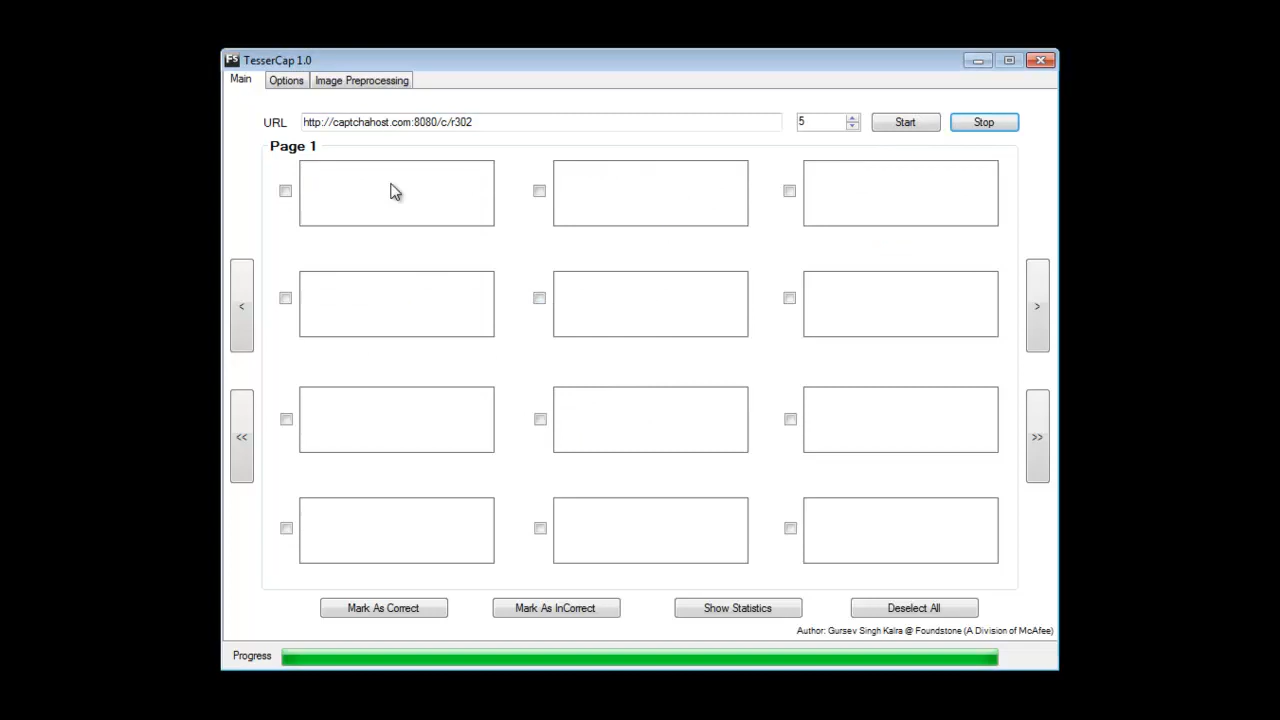 FS TesserCap 1.0
Main Options Image Preprocessing
URL http://captchahost.com:8080/c/r302 5 Start Stop
Page 1
< >
<< >>
Mark As Correct Mark As InCorrect Show Statistics Deselect All
Author: Gursev Singh Kalra @ Foundstone (A Division of McAfee)
Progress